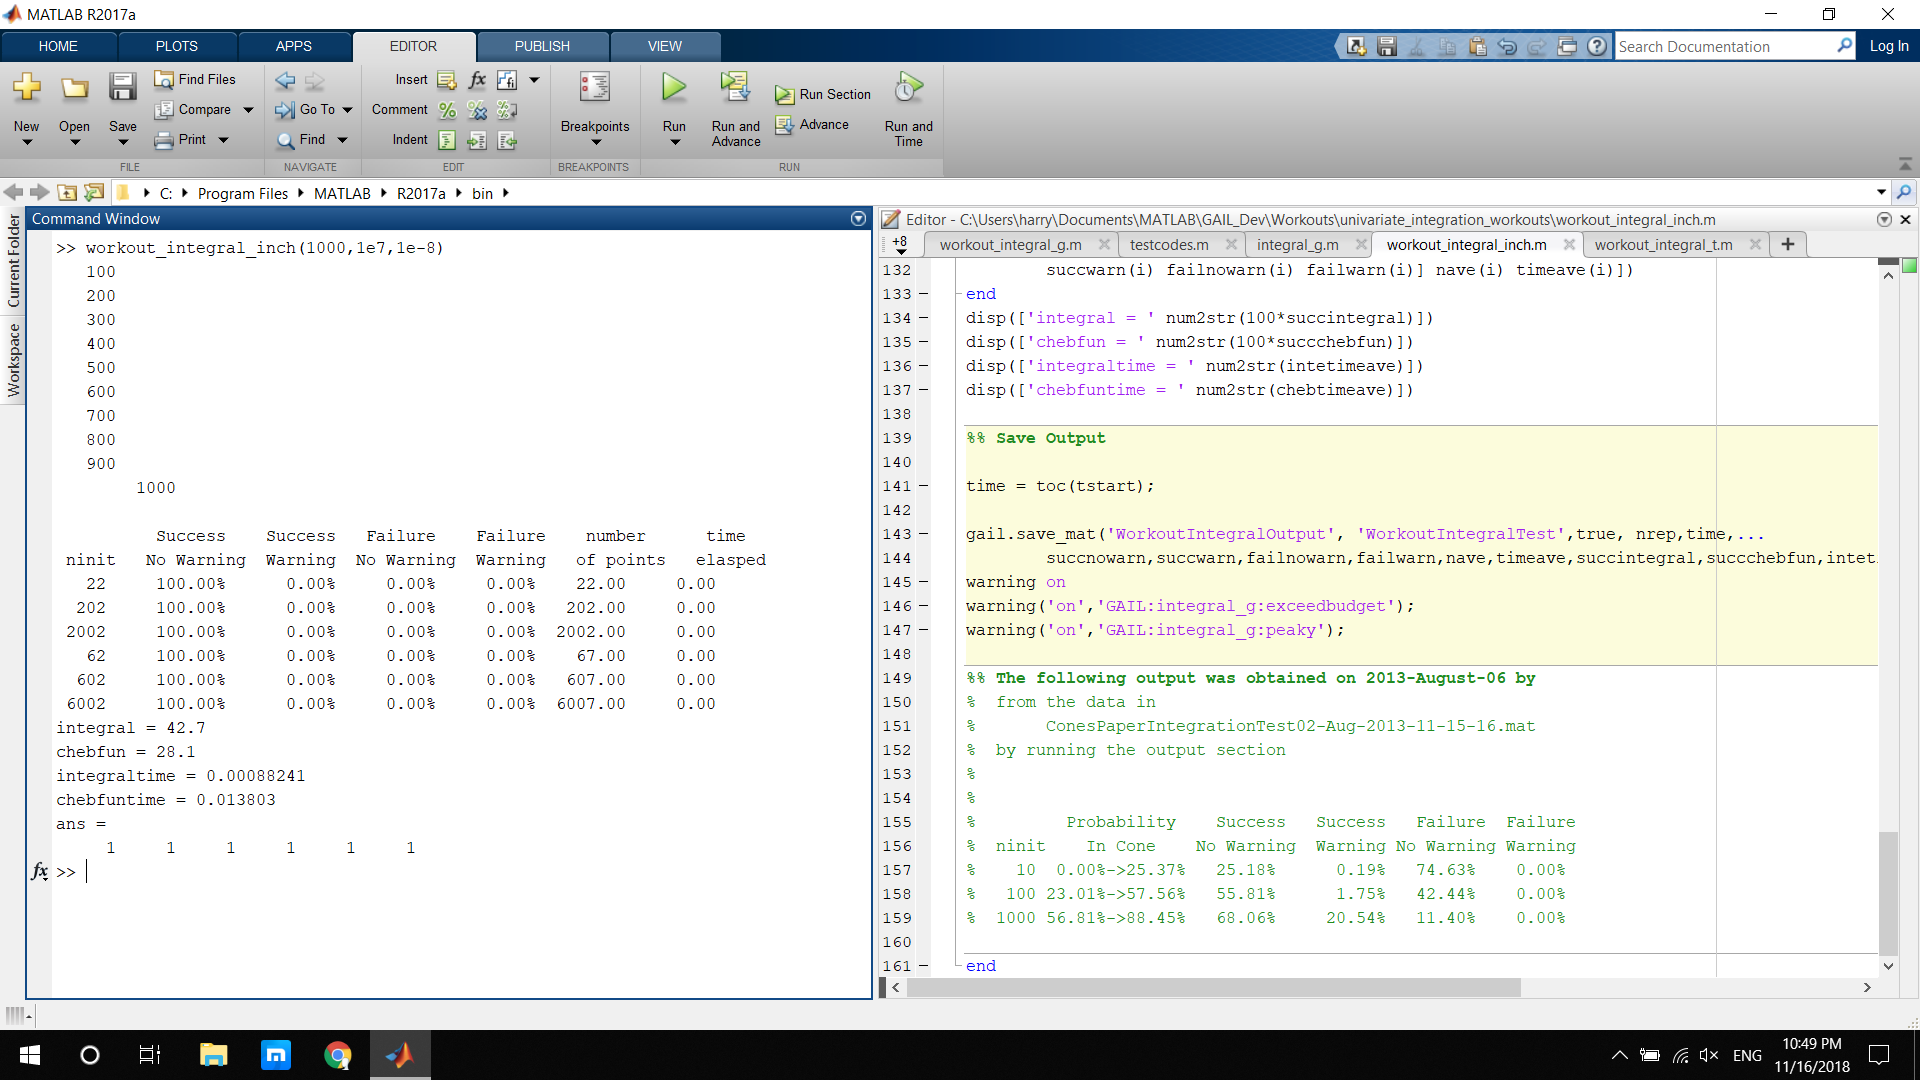 MATLAB R2017a
HOME PLOTS APPS EDITOR PUBLISH VIEW
Search Documentation
Log In
New Open Save
Find Files
Compare
Print
Go To
Find
Insert
Comment
Indent
Breakpoints
Run
Run and Advance
Run Section
Advance
Run and Time
FILE NAVIGATE EDIT BREAKPOINTS RUN
C: Program Files MATLAB R2017a bin
Current Folder
Workspace
Command Window
>> workout_integral_inch(1000,1e7,1e-8)
100
200
300
400
500
600
700
800
900
1000
Success Success Failure Failure number time
ninit No Warning Warning No Warning Warning of points elasped
22 100.00% 0.00% 0.00% 0.00% 22.00 0.00
202 100.00% 0.00% 0.00% 0.00% 202.00 0.00
2002 100.00% 0.00% 0.00% 0.00% 2002.00 0.00
62 100.00% 0.00% 0.00% 0.00% 67.00 0.00
602 100.00% 0.00% 0.00% 0.00% 607.00 0.00
6002 100.00% 0.00% 0.00% 0.00% 6007.00 0.00
integral = 42.7
chebfun = 28.1
integraltime = 0.00088241
chebfuntime = 0.013803
ans =
1 1 1 1 1 1
fx >>
Editor - C:\Users\harry\Documents\MATLAB\GAIL_Dev\Workouts\univariate_integration_workouts\workout_integral_inch.m
+8 workout_integral_g.m testcodes.m integral_g.m workout_integral_inch.m workout_integral_t.m
132 succwarn(i) failnowarn(i) failwarn(i)] nave(i) timeave(i)])
133 end
134 disp(['integral = ' num2str(100*succintegral)])
135 disp(['chebfun = ' num2str(100*succchebfun)])
136 disp(['integraltime = ' num2str(intetimeave)])
137 disp(['chebfuntime = ' num2str(chebtimeave)])
138
139 %% Save Output
140
141 time = toc(tstart);
142
143 gail.save_mat('WorkoutIntegralOutput', 'WorkoutIntegralTest',true, nrep,time,...
144 succnowarn,succwarn,failnowarn,failwarn,nave,timeave,succintegral,succchebfun,intet
145 warning on
146 warning('on','GAIL:integral_g:exceedbudget');
147 warning('on','GAIL:integral_g:peaky');
148
149 %% The following output was obtained on 2013-August-06 by
150 % from the data in
151 % ConesPaperIntegrationTest02-Aug-2013-11-15-16.mat
152 % by running the output section
153 %
154 %
155 % Probability Success Success Failure Failure
156 % ninit In Cone No Warning Warning No Warning Warning
157 % 10 0.00%->25.37% 25.18% 0.19% 74.63% 0.00%
158 % 100 23.01%->57.56% 55.81% 1.75% 42.44% 0.00%
159 % 1000 56.81%->88.45% 68.06% 20.54% 11.40% 0.00%
160
161 end
ENG
10:49 PM
11/16/2018